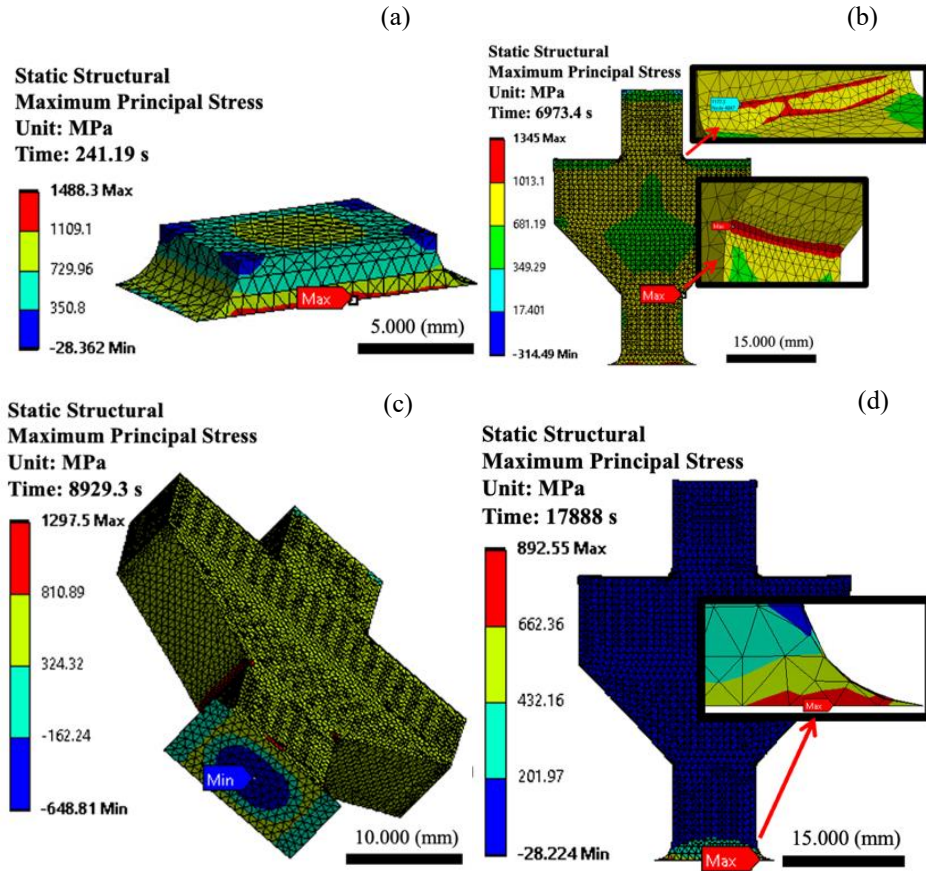 (a)
Static Structural
Maximum Principal Stress
Unit: MPa
Time: 241.19 s
1488.3 Max
1109.1
729.96
350.8
-28.362 Min
Max
5.000 (mm)
(b)
Static Structural
Maximum Principal Stress
Unit: MPa
Time: 6973.4 s
1345 Max
1013.1
681.19
349.29
17.401
-314.49 Min
Max
Max
15.000 (mm)
(c)
Static Structural
Maximum Principal Stress
Unit: MPa
Time: 8929.3 s
1297.5 Max
810.89
324.32
-162.24
-648.81 Min
Min
10.000 (mm)
(d)
Static Structural
Maximum Principal Stress
Unit: MPa
Time: 17888 s
892.55 Max
662.36
432.16
201.97
-28.224 Min
Max
Max
15.000 (mm)